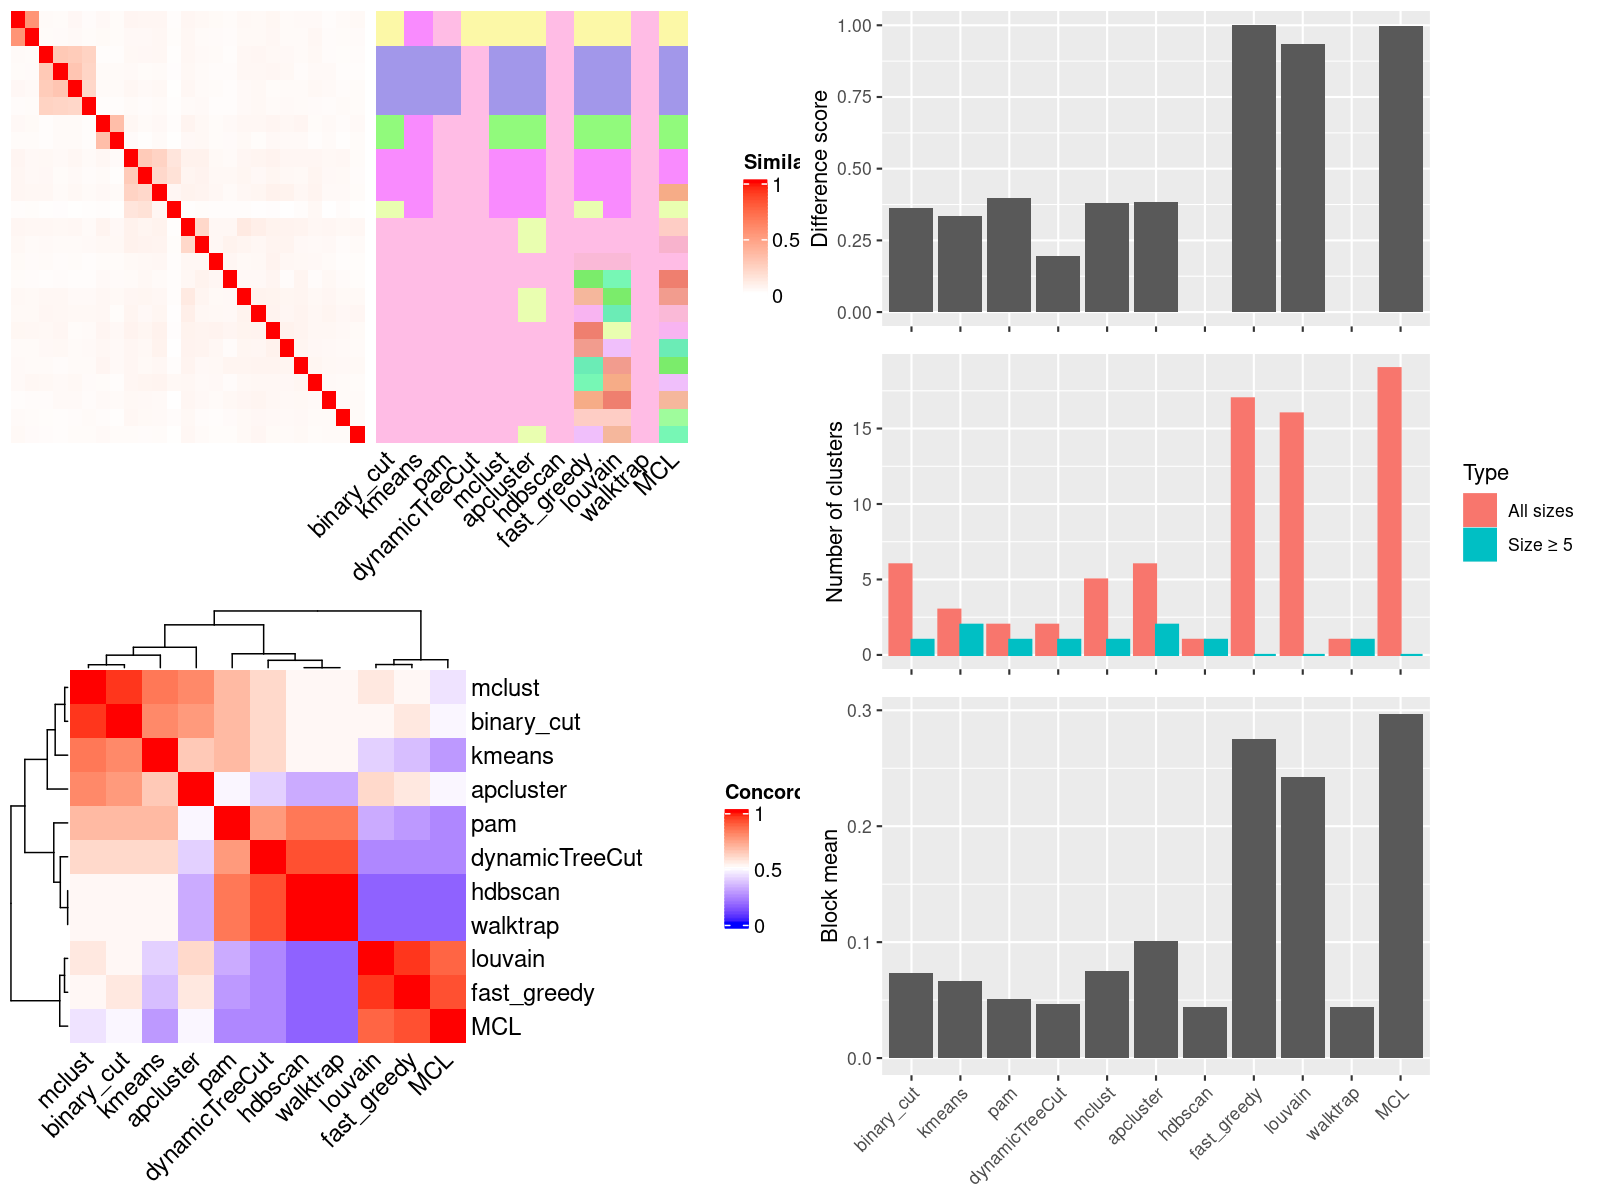 Simila
1
0.5
0
binary_cut
kmeans
pam
dynamicTreeCut
mclust
apcluster
hdbscan
fast_greedy
louvain
walktrap
MCL
mclust
binary_cut
kmeans
apcluster
pam
dynamicTreeCut
hdbscan
walktrap
louvain
fast_greedy
MCL
mclust
binary_cut
kmeans
apcluster
pam
dynamicTreeCut
hdbscan
walktrap
louvain
fast_greedy
MCL
Concord
1
0.5
0
Difference score
1.00
0.75
0.50
0.25
0.00
Number of clusters
15
10
5
0
Type
All sizes
Size ≥ 5
Block mean
0.3
0.2
0.1
0.0
binary_cut
kmeans
pam
dynamicTreeCut
mclust
apcluster
hdbscan
fast_greedy
louvain
walktrap
MCL